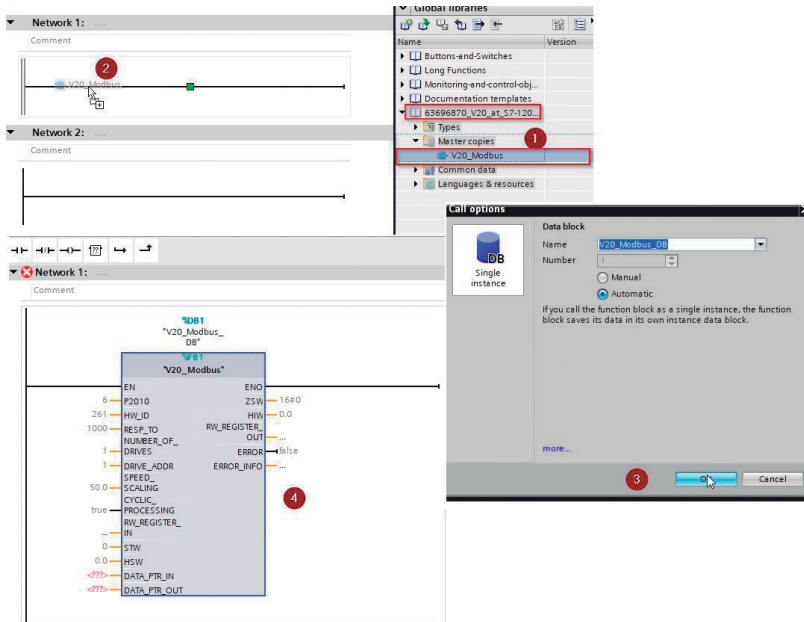 Network 1: .....
Comment
2
V20_Modbus
Network 2: .....
Comment
Global libraries
Name
Version
Buttons-and-Switches
Long Functions
Monitoring-and-control-obj...
Documentation templates
63696870_V20_at_S7-120...
Types
Master copies
1
V20_Modbus
Common data
Languages & resources
Call options
DB
Single
instance
Data block
Name
V20_Modbus_DB
Number
1
Manual
Automatic
If you call the function block as a single instance, the function
block saves its data in its own instance data block.
more...
3
Cancel
??
Network 1: .....
Comment
%DB1
"V20_Modbus_
DB"
%FB1
"V20_Modbus"
EN ENO
6 P2010 ZSW 16#0
261 HW_ID HIW 0.0
1000 RESP_TO RW_REGISTER_
OUT ...
NUMBER_OF_
1 DRIVES ERROR false
1 DRIVE_ADDR ERROR_INFO ...
SPEED_
50.0 SCALING
CYCLIC_
true PROCESSING
RW_REGISTER_
... IN
0 STW
0.0 HSW
<???> DATA_PTR_IN
<???> DATA_PTR_OUT
4